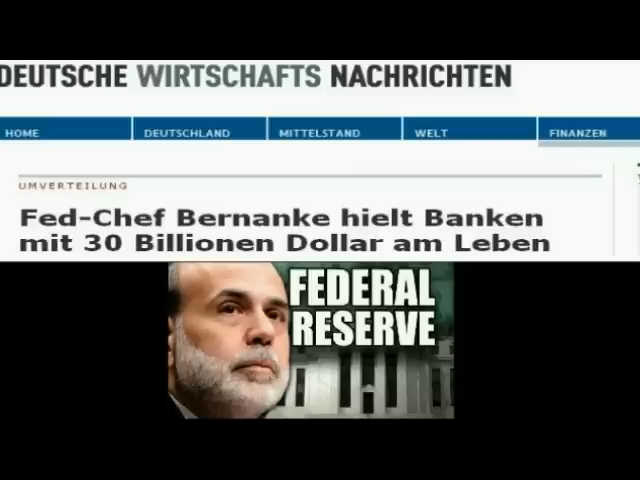 DEUTSCHE WIRTSCHAFTS NACHRICHTEN
HOME DEUTSCHLAND MITTELSTAND WELT FINANZEN
UMVERTEILUNG
Fed-Chef Bernanke hielt Banken
mit 30 Billionen Dollar am Leben
FEDERAL
RESERVE